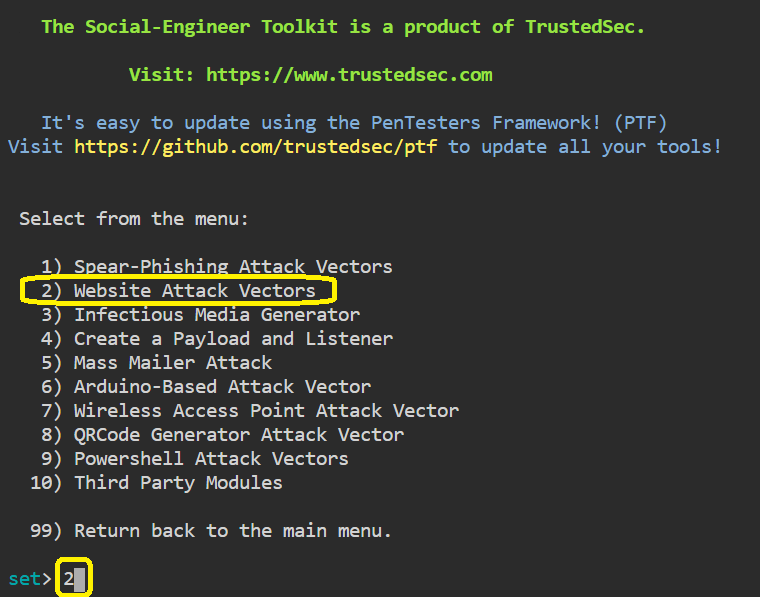 The Social-Engineer Toolkit is a product of TrustedSec.
Visit: https://www.trustedsec.com
It's easy to update using the PenTesters Framework! (PTF)
Visit https://github.com/trustedsec/ptf to update all your tools!
Select from the menu:
1) Spear-Phishing Attack Vectors
2) Website Attack Vectors
3) Infectious Media Generator
4) Create a Payload and Listener
5) Mass Mailer Attack
6) Arduino-Based Attack Vector
7) Wireless Access Point Attack Vector
8) QRCode Generator Attack Vector
9) Powershell Attack Vectors
10) Third Party Modules
99) Return back to the main menu.
set> 2